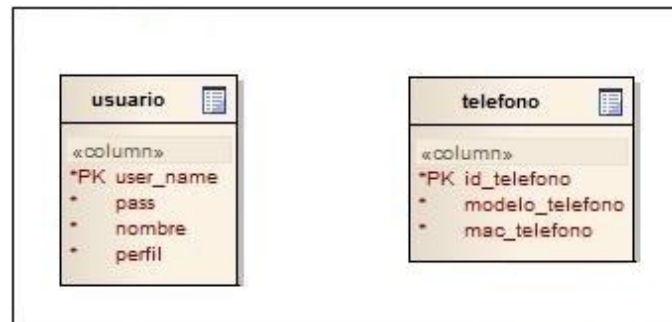 usuario
«column»
*PK user_name
* pass
* nombre
* perfil
telefono
«column»
*PK id_telefono
* modelo_telefono
* mac_telefono